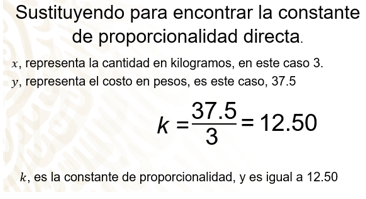 Sustituyendo para encontrar la constante
de proporcionalidad directa.
x, representa la cantidad en kilogramos, en este caso 3.
y, representa el costo en pesos, es este caso, 37.5
k = 37.5/3 = 12.50
k, es la constante de proporcionalidad, y es igual a 12.50